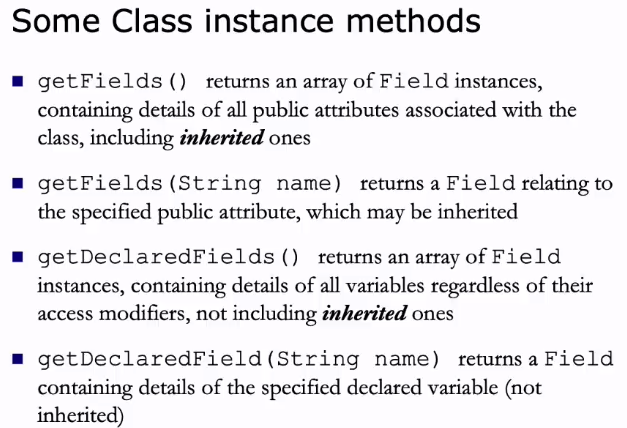 Some Class instance methods
getFields() returns an array of Field instances,
containing details of all public attributes associated with the
class, including inherited ones
getFields(String name) returns a Field relating to
the specified public attribute, which may be inherited
getDeclaredFields() returns an array of Field
instances, containing details of all variables regardless of their
access modifiers, not including inherited ones
getDeclaredField(String name) returns a Field
containing details of the specified declared variable (not
inherited)